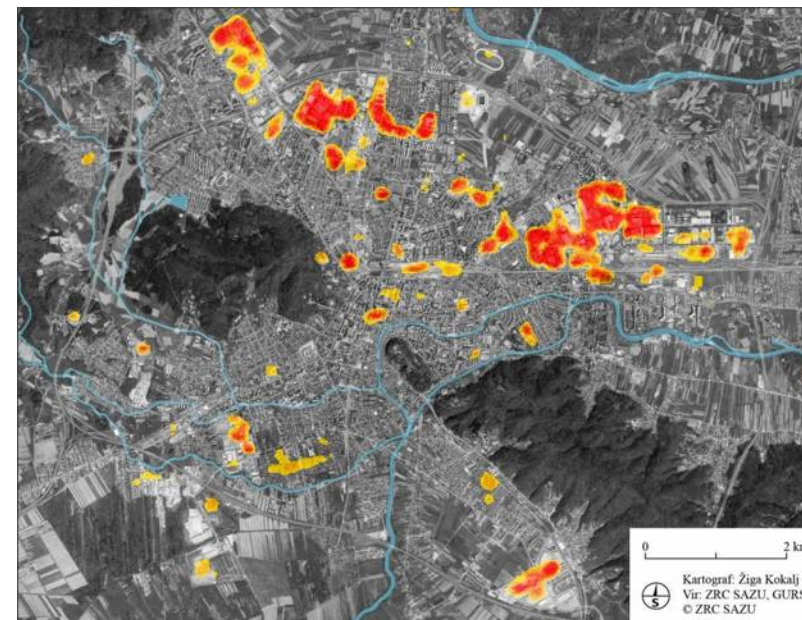 0 2 km
S
Kartograf: Žiga Kokalj
Vir: ZRC SAZU, GURS
© ZRC SAZU